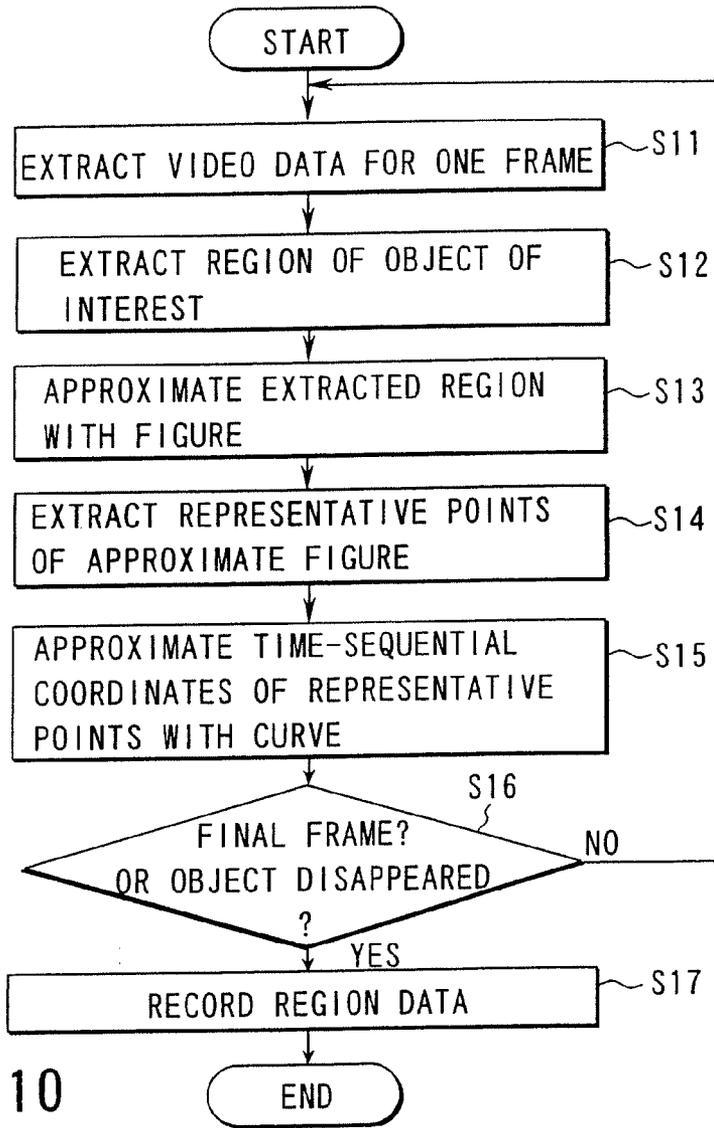 START
EXTRACT VIDEO DATA FOR ONE FRAME
S11
EXTRACT REGION OF OBJECT OF
INTEREST
S12
APPROXIMATE EXTRACTED REGION
WITH FIGURE
S13
EXTRACT REPRESENTATIVE POINTS
OF APPROXIMATE FIGURE
S14
APPROXIMATE TIME-SEQUENTIAL
COORDINATES OF REPRESENTATIVE
POINTS WITH CURVE
S15
S16
FINAL FRAME?
OR OBJECT DISAPPEARED
?
NO
YES
RECORD REGION DATA
S17
END
10